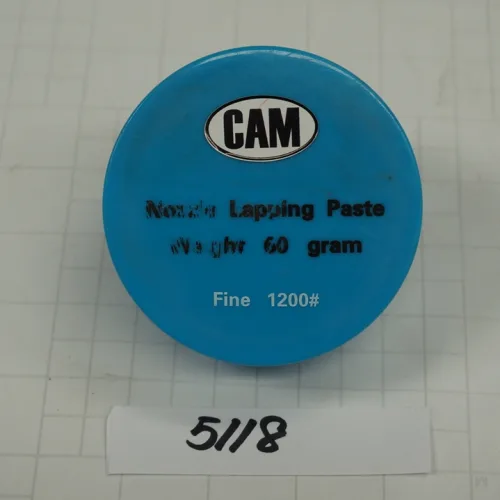 CAM
Nozzle Lapping Paste
Weight 60 gram
Fine 1200#
5118